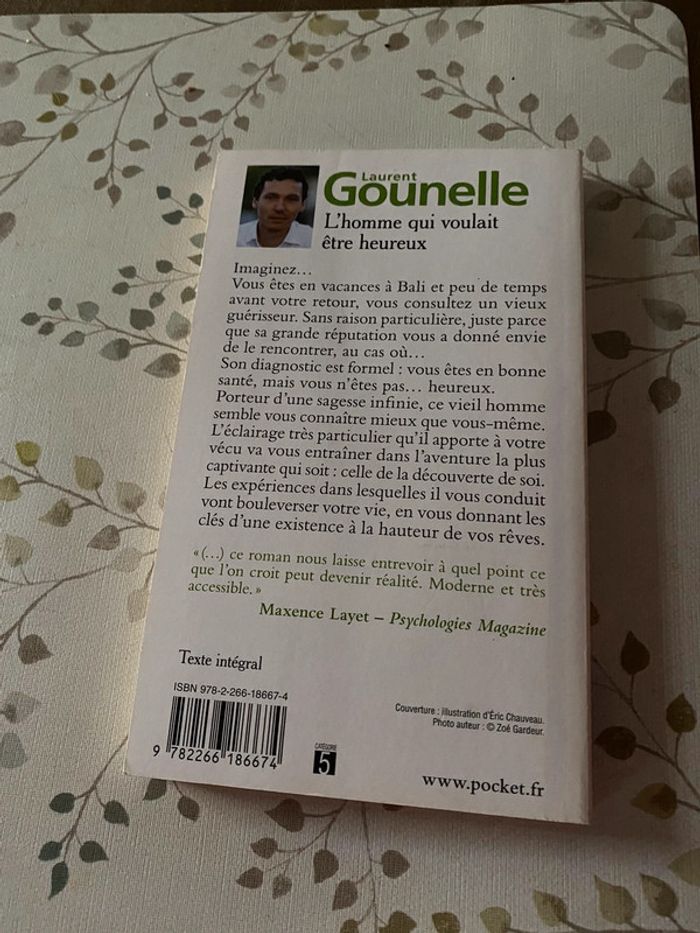 Laurent
Gounelle
L'homme qui voulait
être heureux
Imaginez...
Vous êtes en vacances à Bali et peu de temps
avant votre retour, vous consultez un vieux
guérisseur. Sans raison particulière, juste parce
que sa grande réputation vous a donné envie
de le rencontrer, au cas où...
Son diagnostic est formel : vous êtes en bonne
santé, mais vous n'êtes pas... heureux.
Porteur d'une sagesse infinie, ce vieil homme
semble vous connaître mieux que vous-même.
L'éclairage très particulier qu'il apporte à votre
vécu va vous entraîner dans l'aventure la plus
captivante qui soit : celle de la découverte de soi.
Les expériences dans lesquelles il vous conduit
vont bouleverser votre vie, en vous donnant les
clés d'une existence à la hauteur de vos rêves.
« (...) ce roman nous laisse entrevoir à quel point ce
que l'on croit peut devenir réalité. Moderne et très
accessible. »
Maxence Layet – Psychologies Magazine
Texte intégral
ISBN 978-2-266-18667-4
9 782266 186674
CATÉGORIE
5
Couverture : illustration d'Éric Chauveau.
Photo auteur : © Zoé Gardeur.
www.pocket.fr